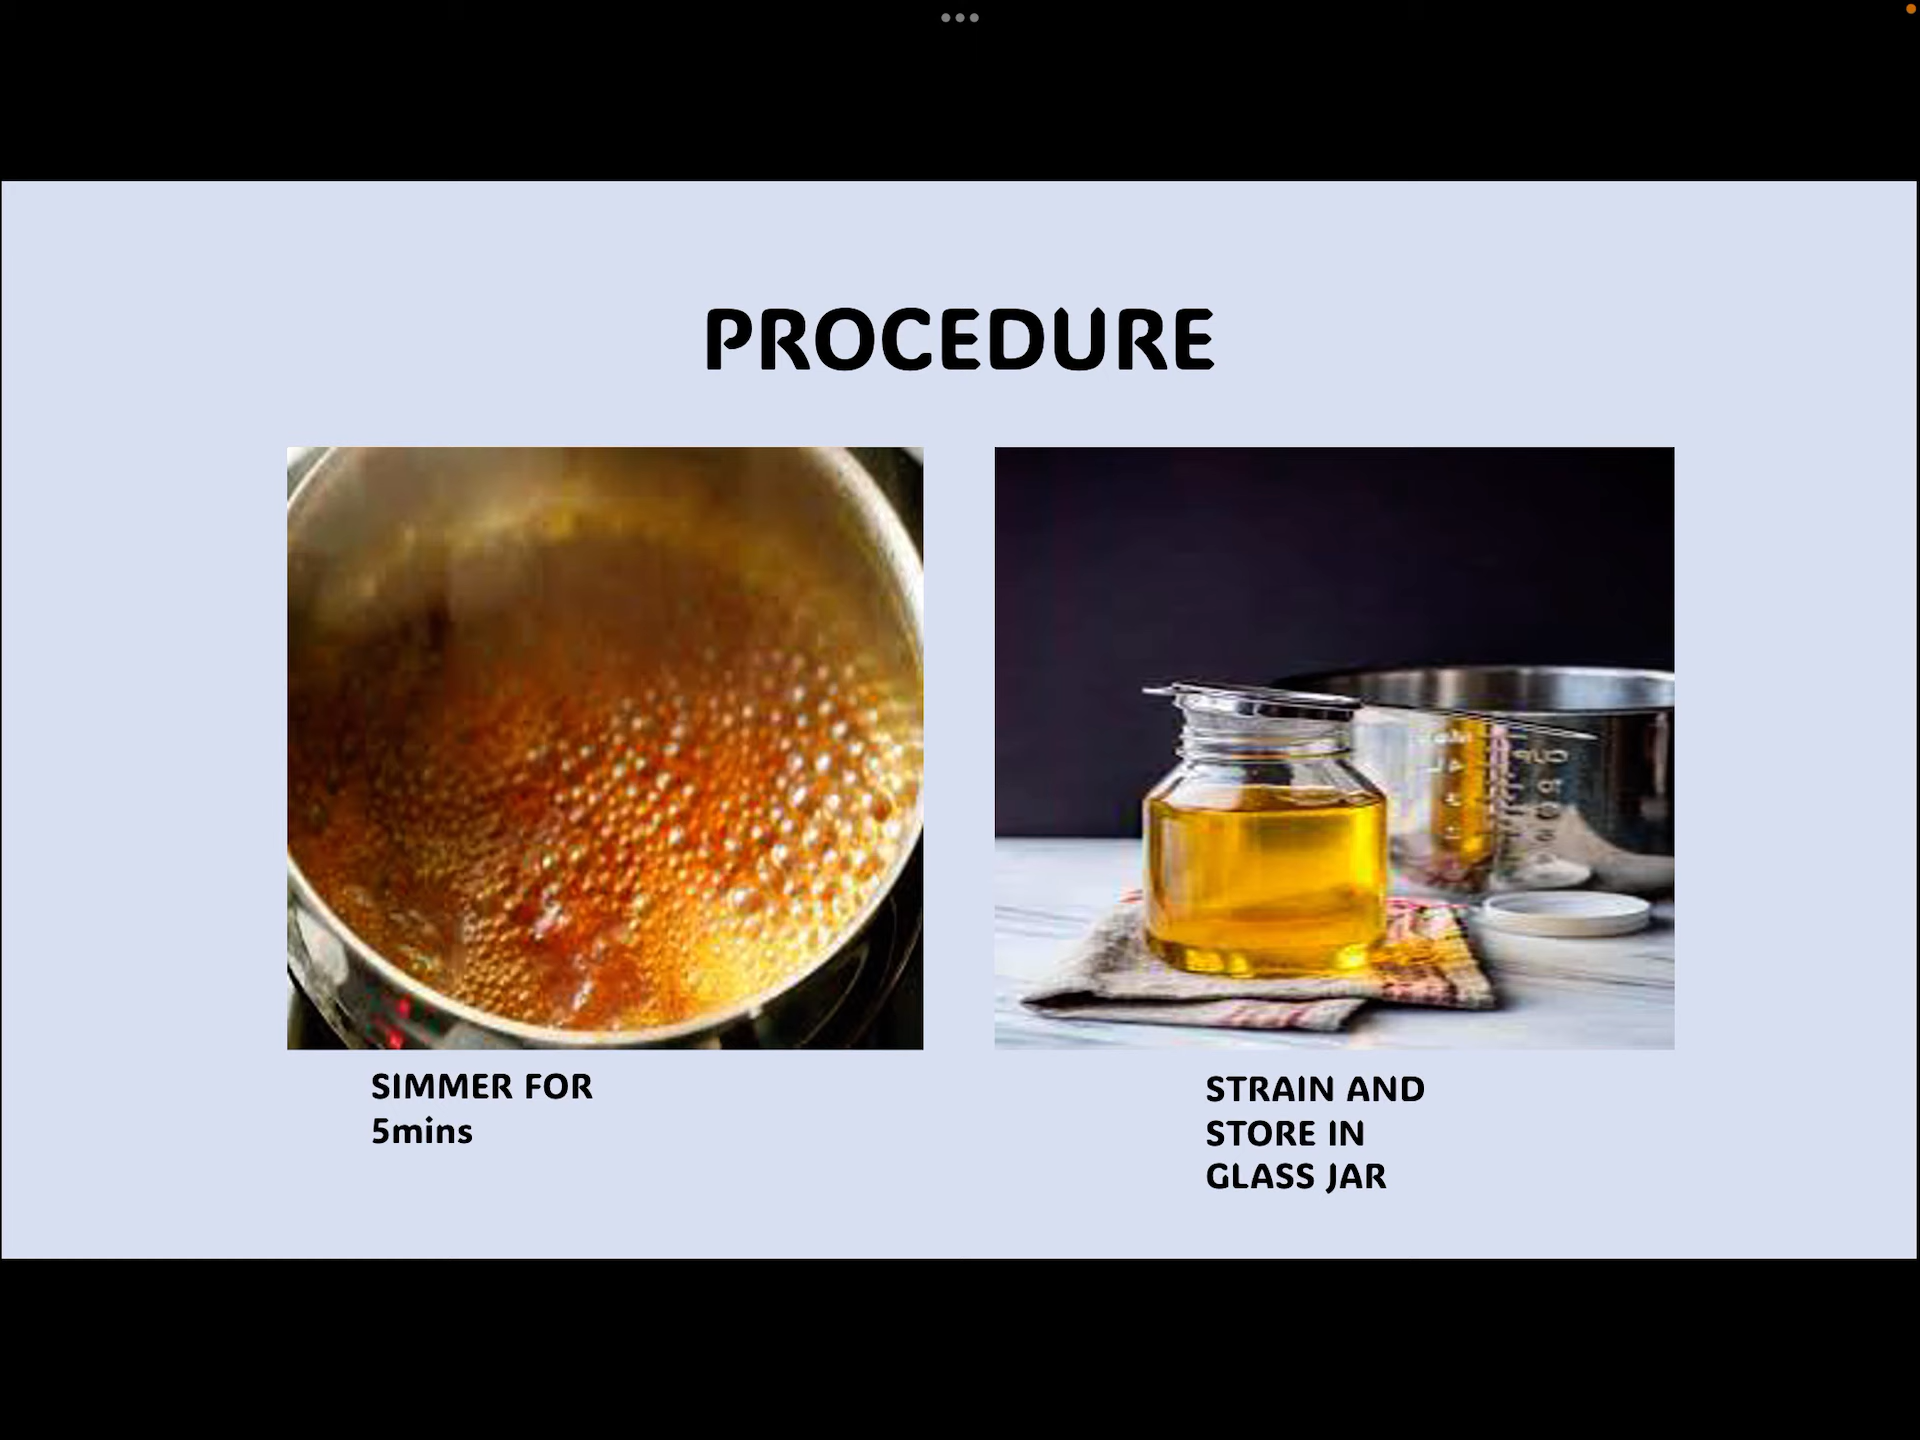 PROCEDURE
SIMMER FOR
5mins
STRAIN AND
STORE IN
GLASS JAR